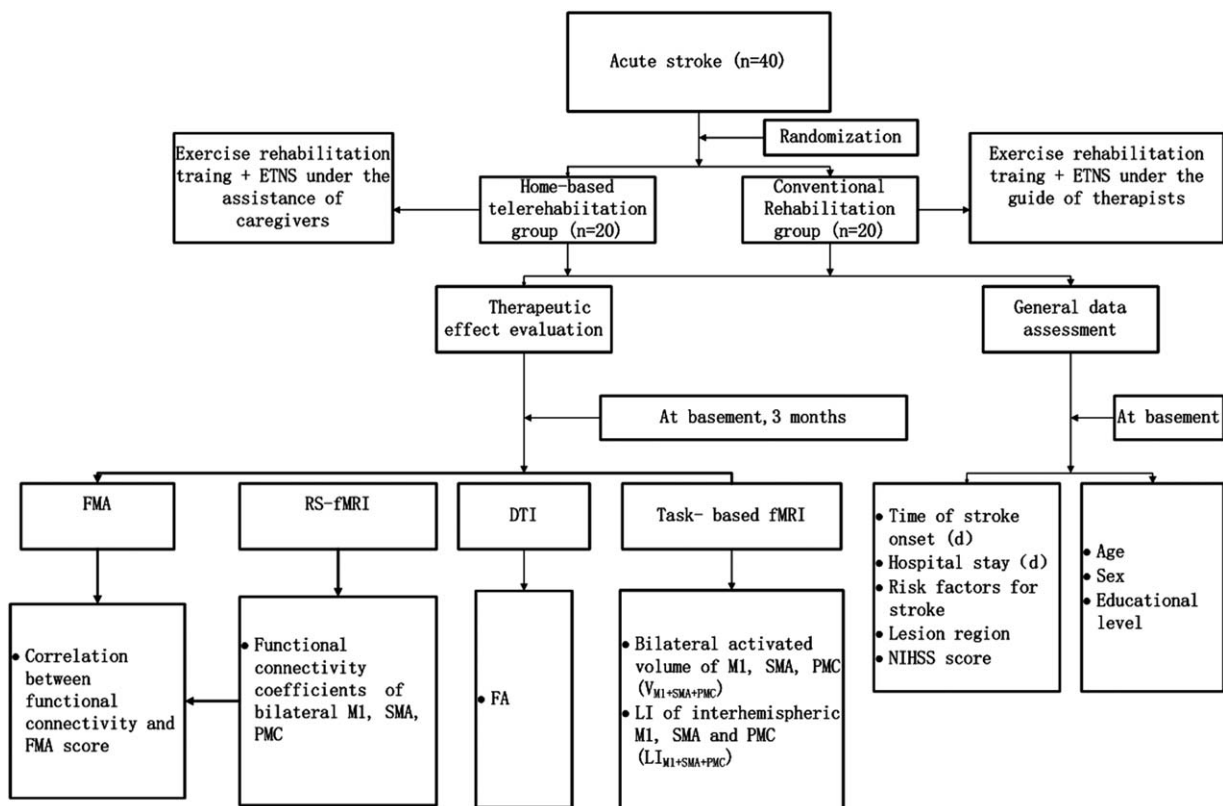 Acute stroke (n=40)
Randomization
Exercise rehabilitation
traing + ETNS under the
assistance of
caregivers
Home-based
telerehabiitation
group (n=20)
Conventional
Rehabilitation
group (n=20)
Exercise rehabilitation
traing + ETNS under the
guide of therapists
Therapeutic
effect evaluation
General data
assessment
At basement, 3 months
At basement
FMA
RS-fMRI
DTI
Task- based fMRI
• Correlation
between
functional
connectivity and
FMA score
• Functional
connectivity
coefficients of
bilateral M1, SMA,
PMC
• FA
• Bilateral activated
volume of M1, SMA, PMC
(VM1+SMA+PMC)
• LI of interhemispheric
M1, SMA and PMC
(LIM1+SMA+PMC)
• Time of stroke
onset (d)
• Hospital stay (d)
• Risk factors for
stroke
• Lesion region
• NIHSS score
• Age
• Sex
• Educational
level